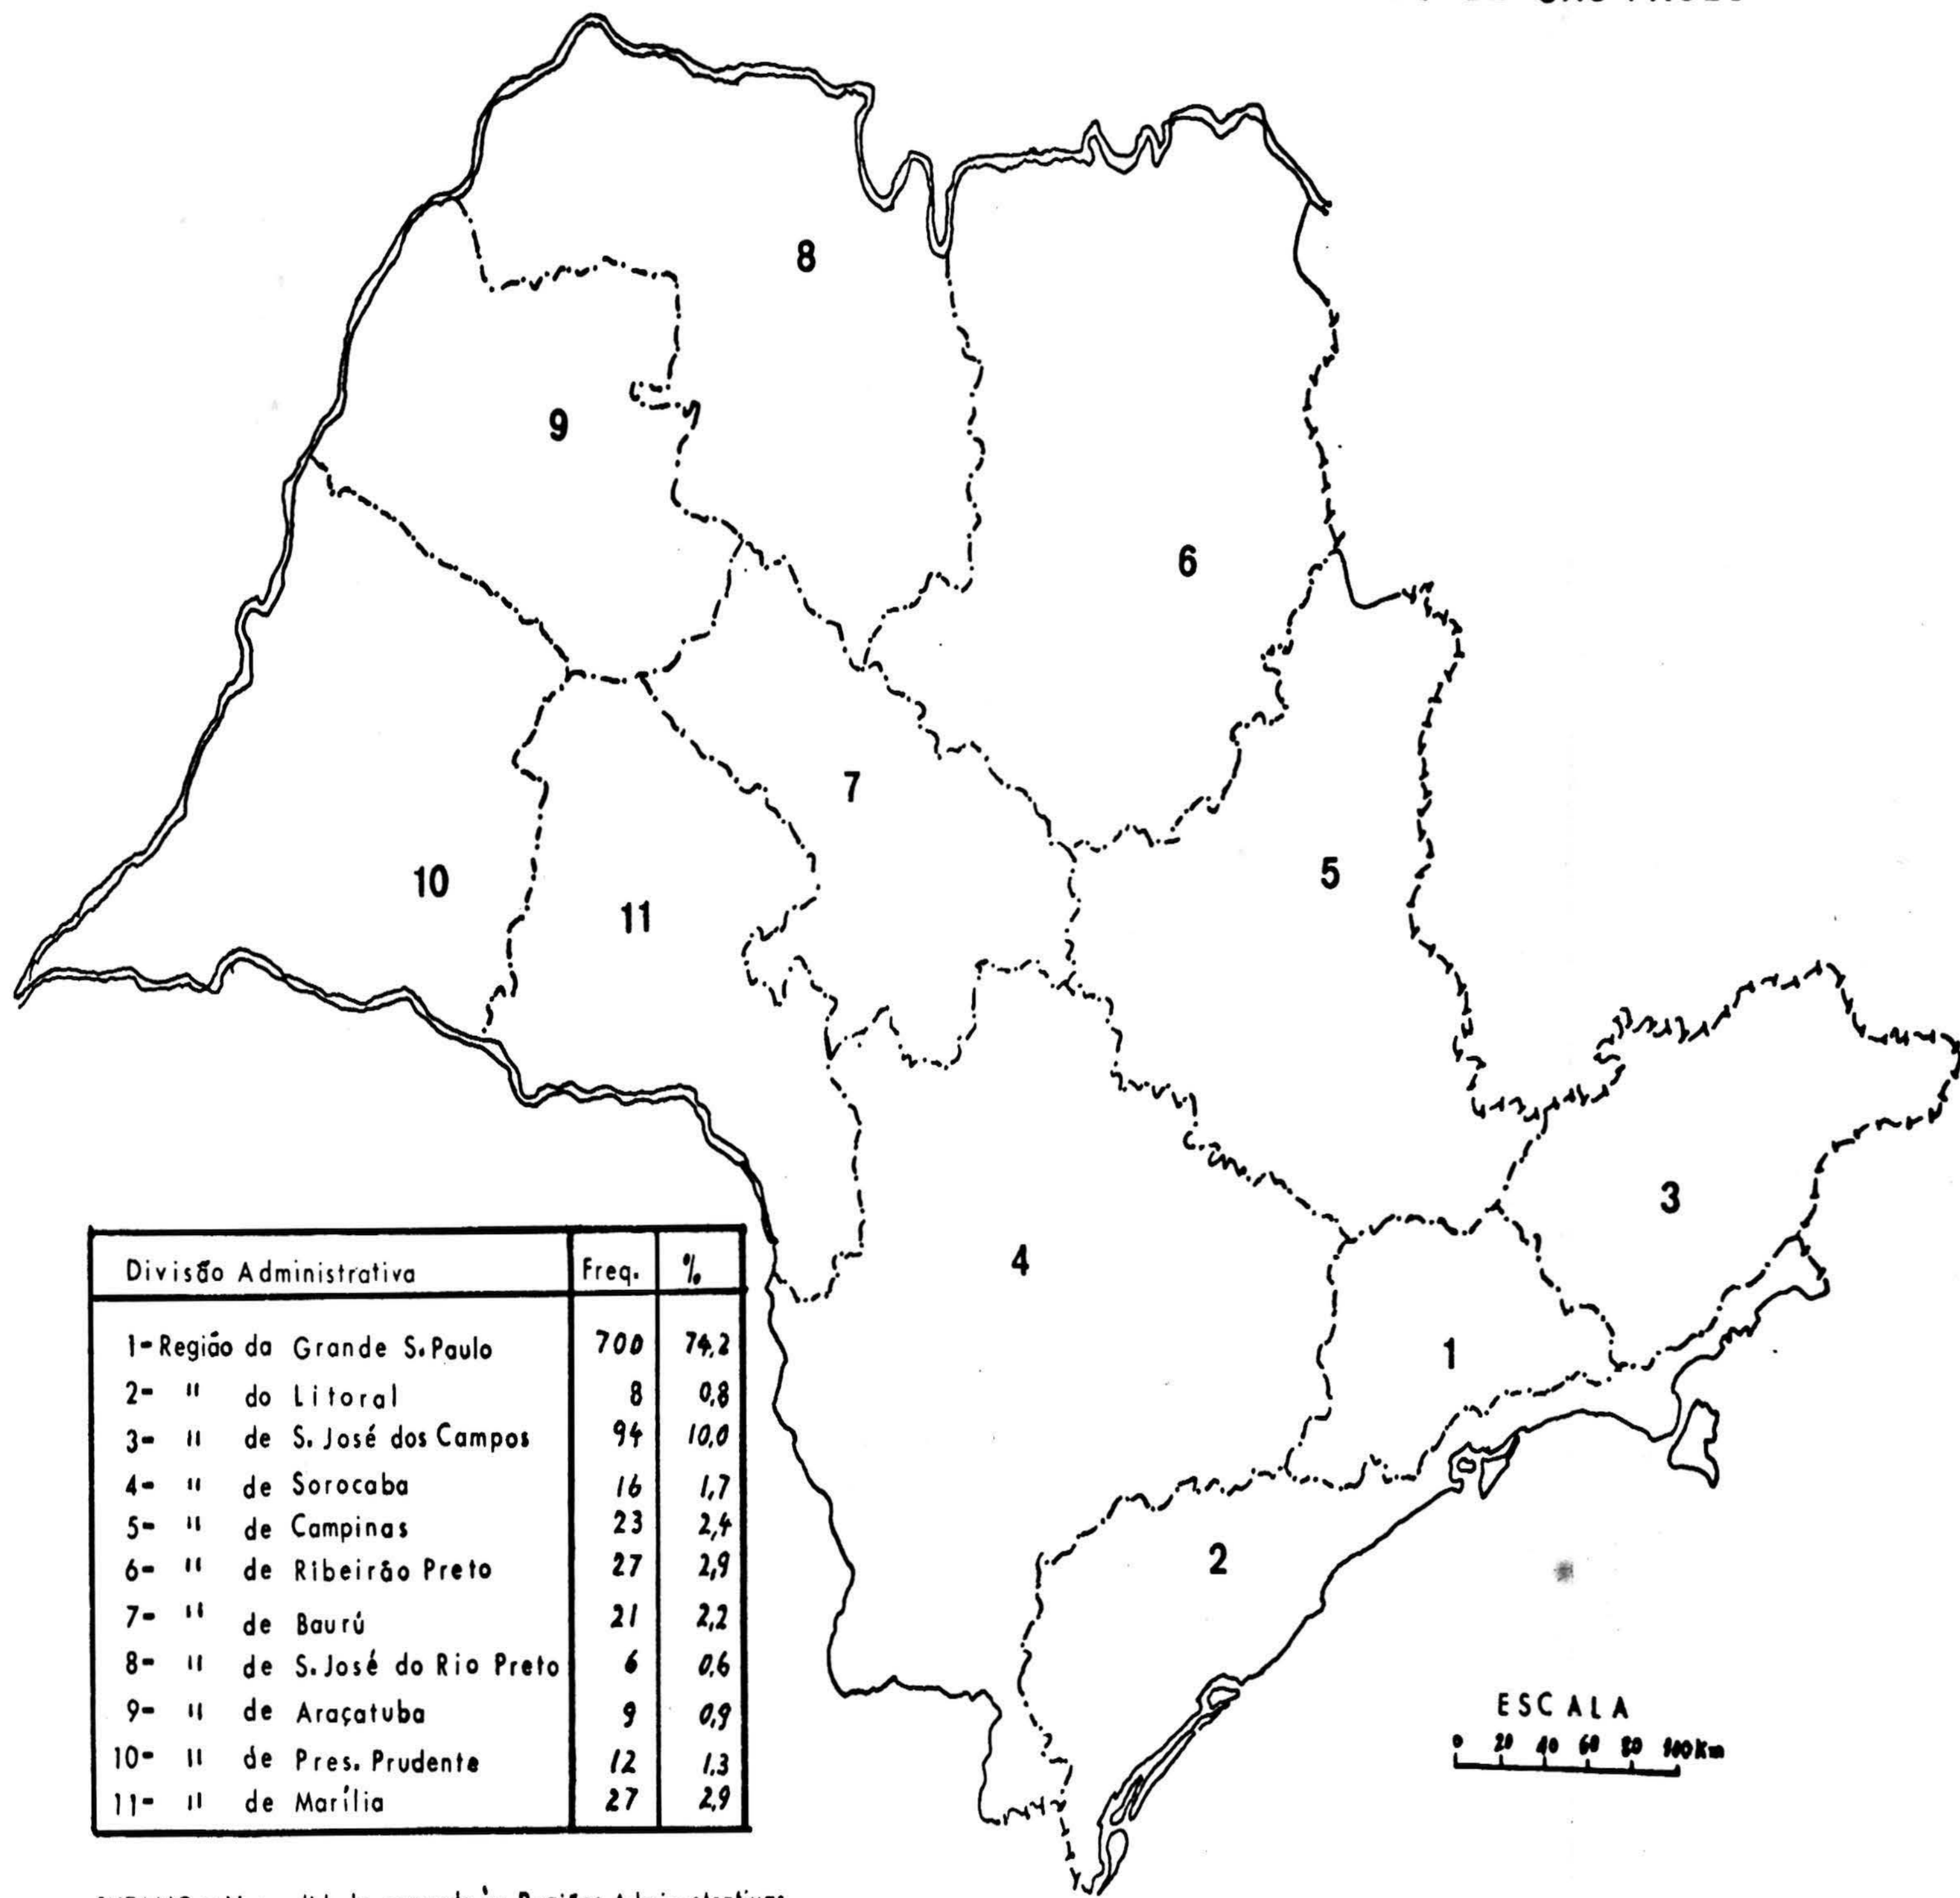 SÃO PAULO
8
9
6
7
10
11
5
3
4
1
2
Divisão Administrativa Freq. %
1- Região da Grande S. Paulo 700 74,2
2- " do Litoral 8 0,8
3- " de S. José dos Campos 94 10,0
4- " de Sorocaba 16 1,7
5- " de Campinas 23 2,4
6- " de Ribeirão Preto 27 2,9
7- " de Baurú 21 2,2
8- " de S. José do Rio Preto 6 0,6
9- " de Araçatuba 9 0,9
10- " de Pres. Prudente 12 1,3
11- " de Marília 27 2,9
ESCALA
0 20 40 60 80 100Km
Regiões Administrativas